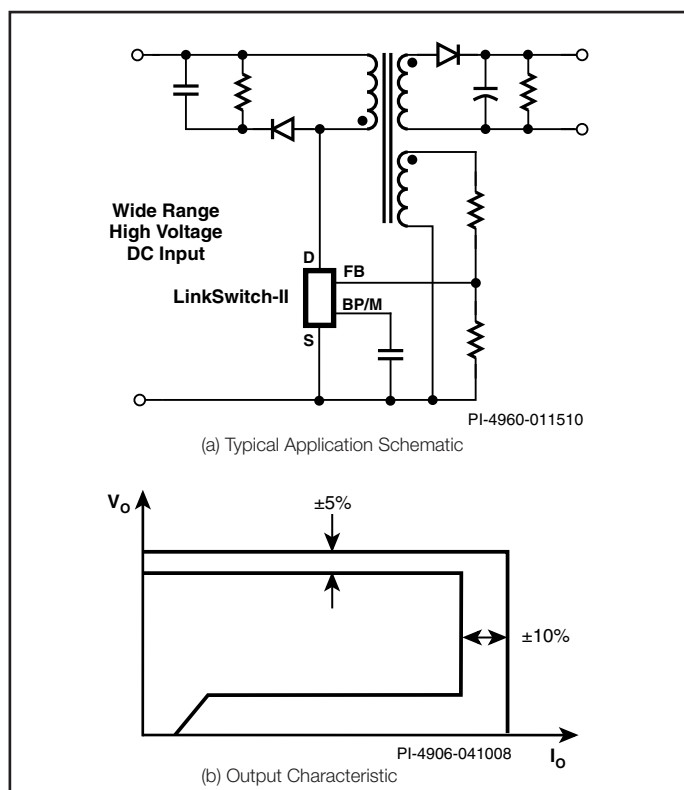 Wide Range
High Voltage
DC Input
D
FB
LinkSwitch-II
BP/M
S
PI-4960-011510
(a) Typical Application Schematic
VO
±5%
±10%
PI-4906-041008
IO
(b) Output Characteristic